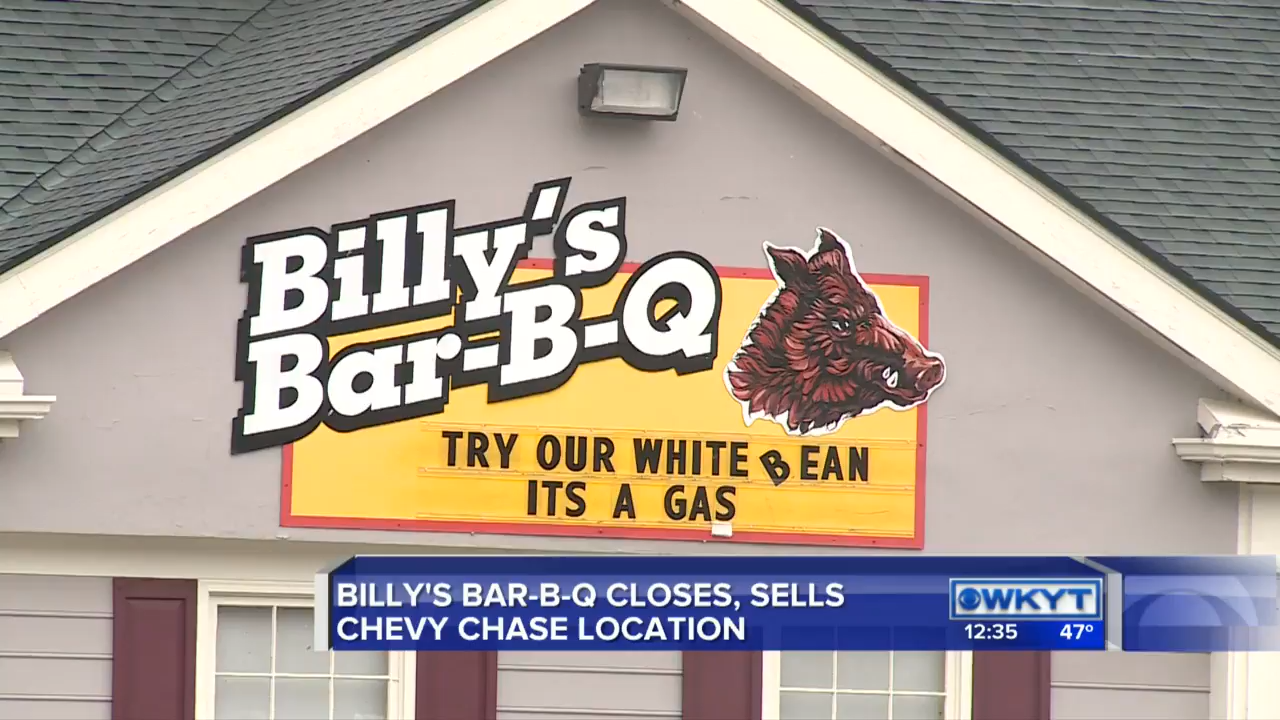 Billy's
Bar-B-Q
TRY OUR WHITE BEAN
ITS A GAS
BILLY'S BAR-B-Q CLOSES, SELLS
CHEVY CHASE LOCATION
WKYT
12:35 47°